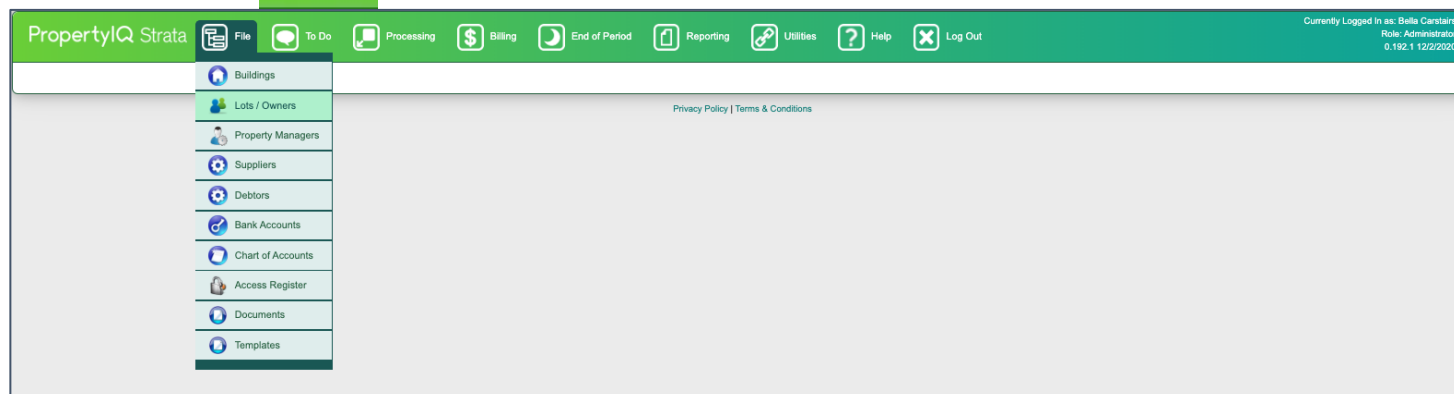 PropertyIQ Strata File To Do Processing Billing End of Period Reporting Utilities Help Log Out
Currently Logged In as: Bella Carstairs
Role: Administrator
0.192.1 12/2/2020
Buildings
Lots / Owners
Property Managers
Suppliers
Debtors
Bank Accounts
Chart of Accounts
Access Register
Documents
Templates
Privacy Policy | Terms & Conditions